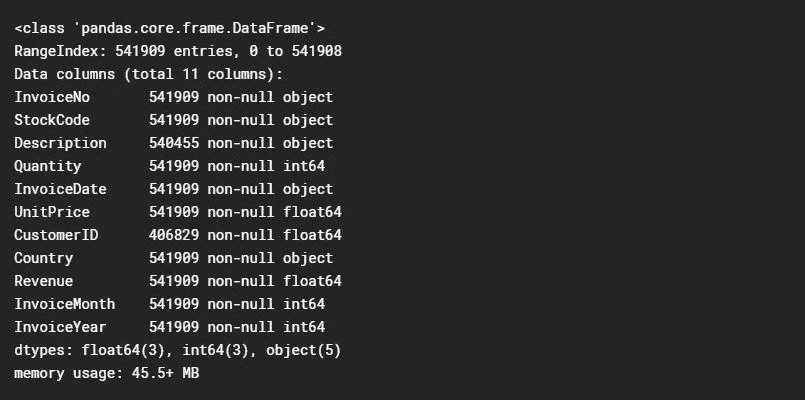 <class 'pandas.core.frame.DataFrame'>
RangeIndex: 541909 entries, 0 to 541908
Data columns (total 11 columns):
InvoiceNo       541909 non-null object
StockCode       541909 non-null object
Description     540455 non-null object
Quantity        541909 non-null int64
InvoiceDate     541909 non-null object
UnitPrice       541909 non-null float64
CustomerID      406829 non-null float64
Country         541909 non-null object
Revenue         541909 non-null float64
InvoiceMonth    541909 non-null int64
InvoiceYear     541909 non-null int64
dtypes: float64(3), int64(3), object(5)
memory usage: 45.5+ MB